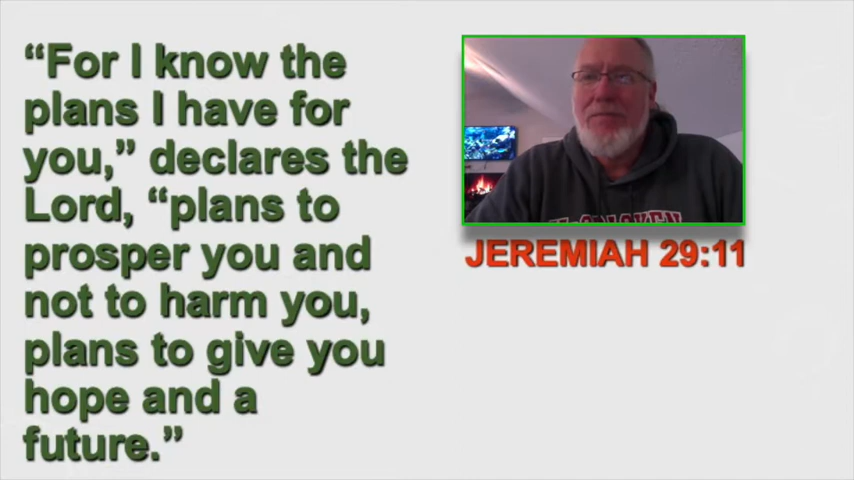 “For I know the
plans I have for
you,” declares the
Lord, “plans to
prosper you and
not to harm you,
plans to give you
hope and a
future.”
JEREMIAH 29:11